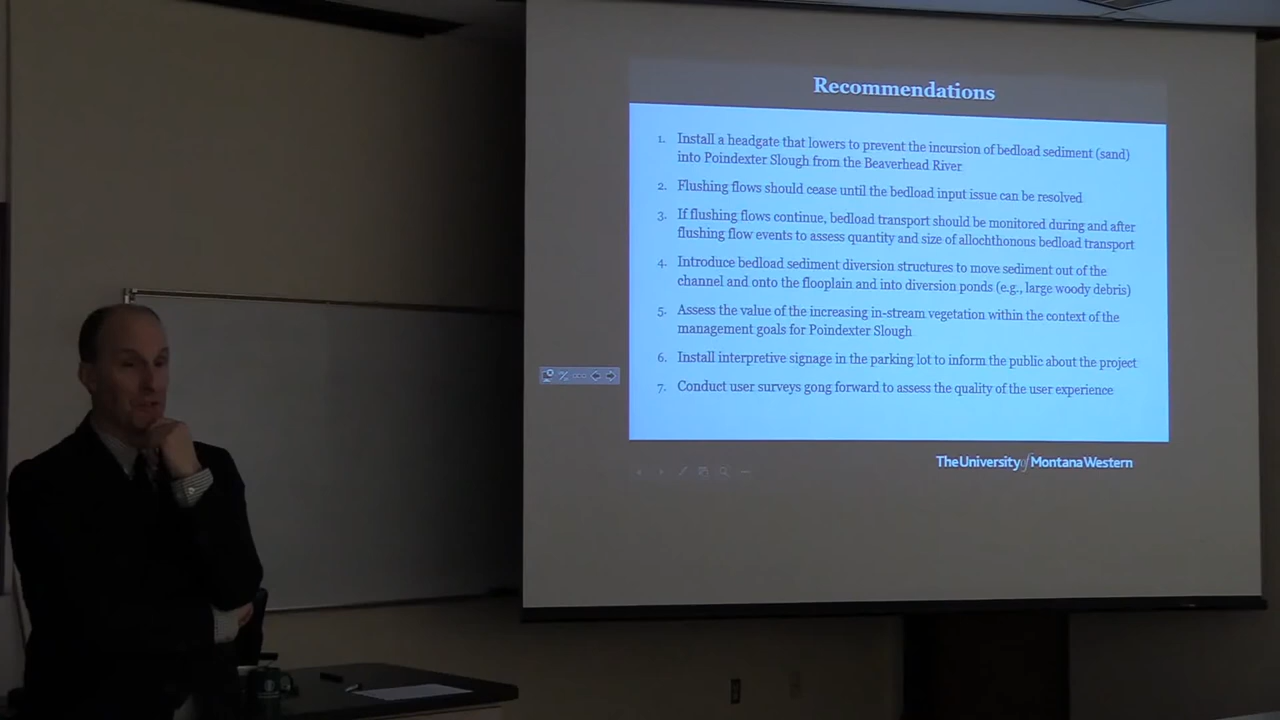 Recommendations
1. Install a headgate that lowers to prevent the incursion of bedload sediment (sand)
into Poindexter Slough from the Beaverhead River
2. Flushing flows should cease until the bedload input issue can be resolved
3. If flushing flows continue, bedload transport should be monitored during and after
flushing flow events to assess quantity and size of allochthonous bedload transport
4. Introduce bedload sediment diversion structures to move sediment out of the
channel and onto the flooplain and into diversion ponds (e.g., large woody debris)
5. Assess the value of the increasing in-stream vegetation within the context of the
management goals for Poindexter Slough
6. Install interpretive signage in the parking lot to inform the public about the project
7. Conduct user surveys gong forward to assess the quality of the user experience
The University of Montana Western